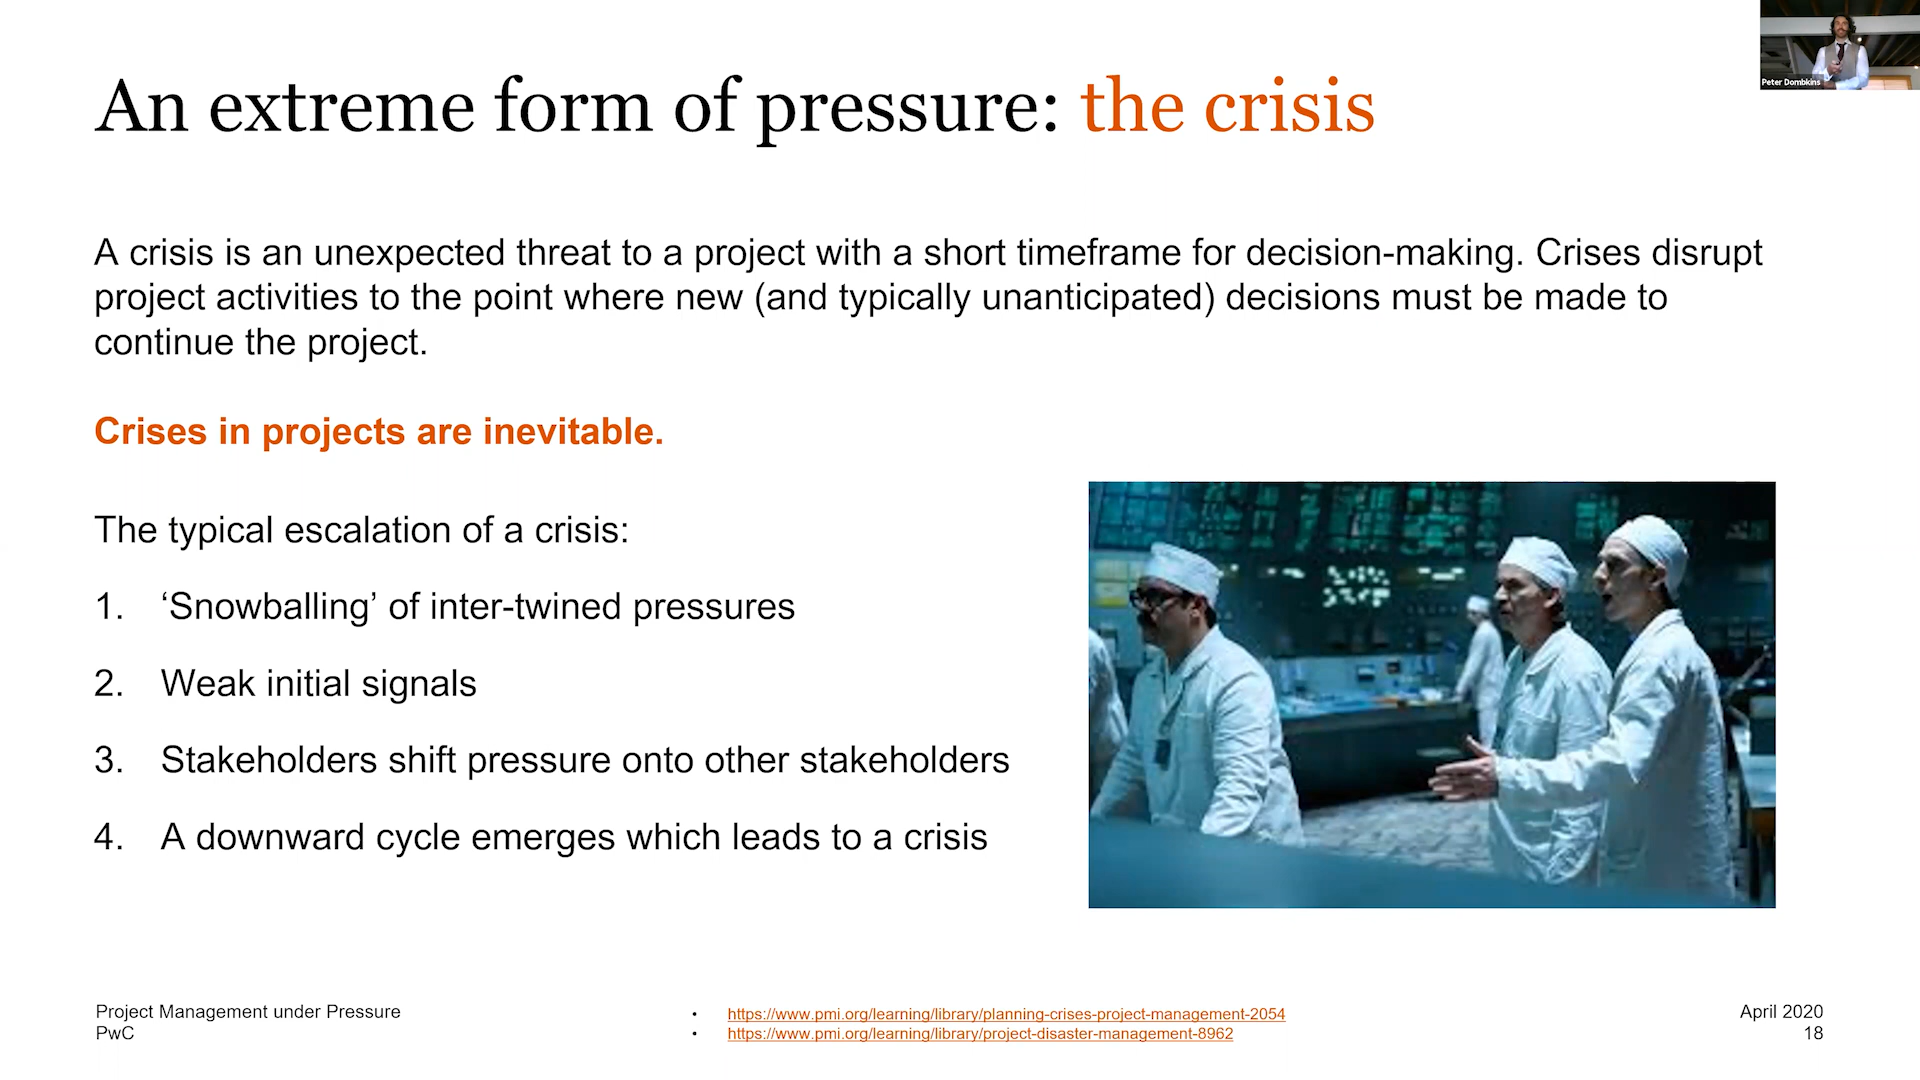 An extreme form of pressure: the crisis
Peter Dombkins
A crisis is an unexpected threat to a project with a short timeframe for decision-making. Crises disrupt
project activities to the point where new (and typically unanticipated) decisions must be made to
continue the project.
Crises in projects are inevitable.
The typical escalation of a crisis:
1. ‘Snowballing’ of inter-twined pressures
2. Weak initial signals
3. Stakeholders shift pressure onto other stakeholders
4. A downward cycle emerges which leads to a crisis
Project Management under Pressure
PwC
• https://www.pmi.org/learning/library/planning-crises-project-management-2054
• https://www.pmi.org/learning/library/project-disaster-management-8962
April 2020
18